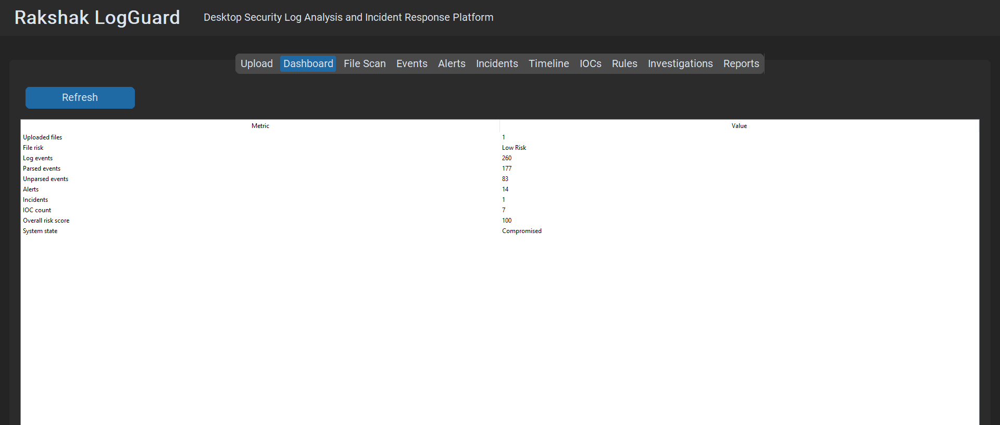 Rakshak LogGuard Desktop Security Log Analysis and Incident Response Platform
Upload Dashboard File Scan Events Alerts Incidents Timeline IOCs Rules Investigations Reports
Refresh
Metric Value
Uploaded files 1
File risk Low Risk
Log events 260
Parsed events 177
Unparsed events 83
Alerts 14
Incidents 1
IOC count 7
Overall risk score 100
System state Compromised